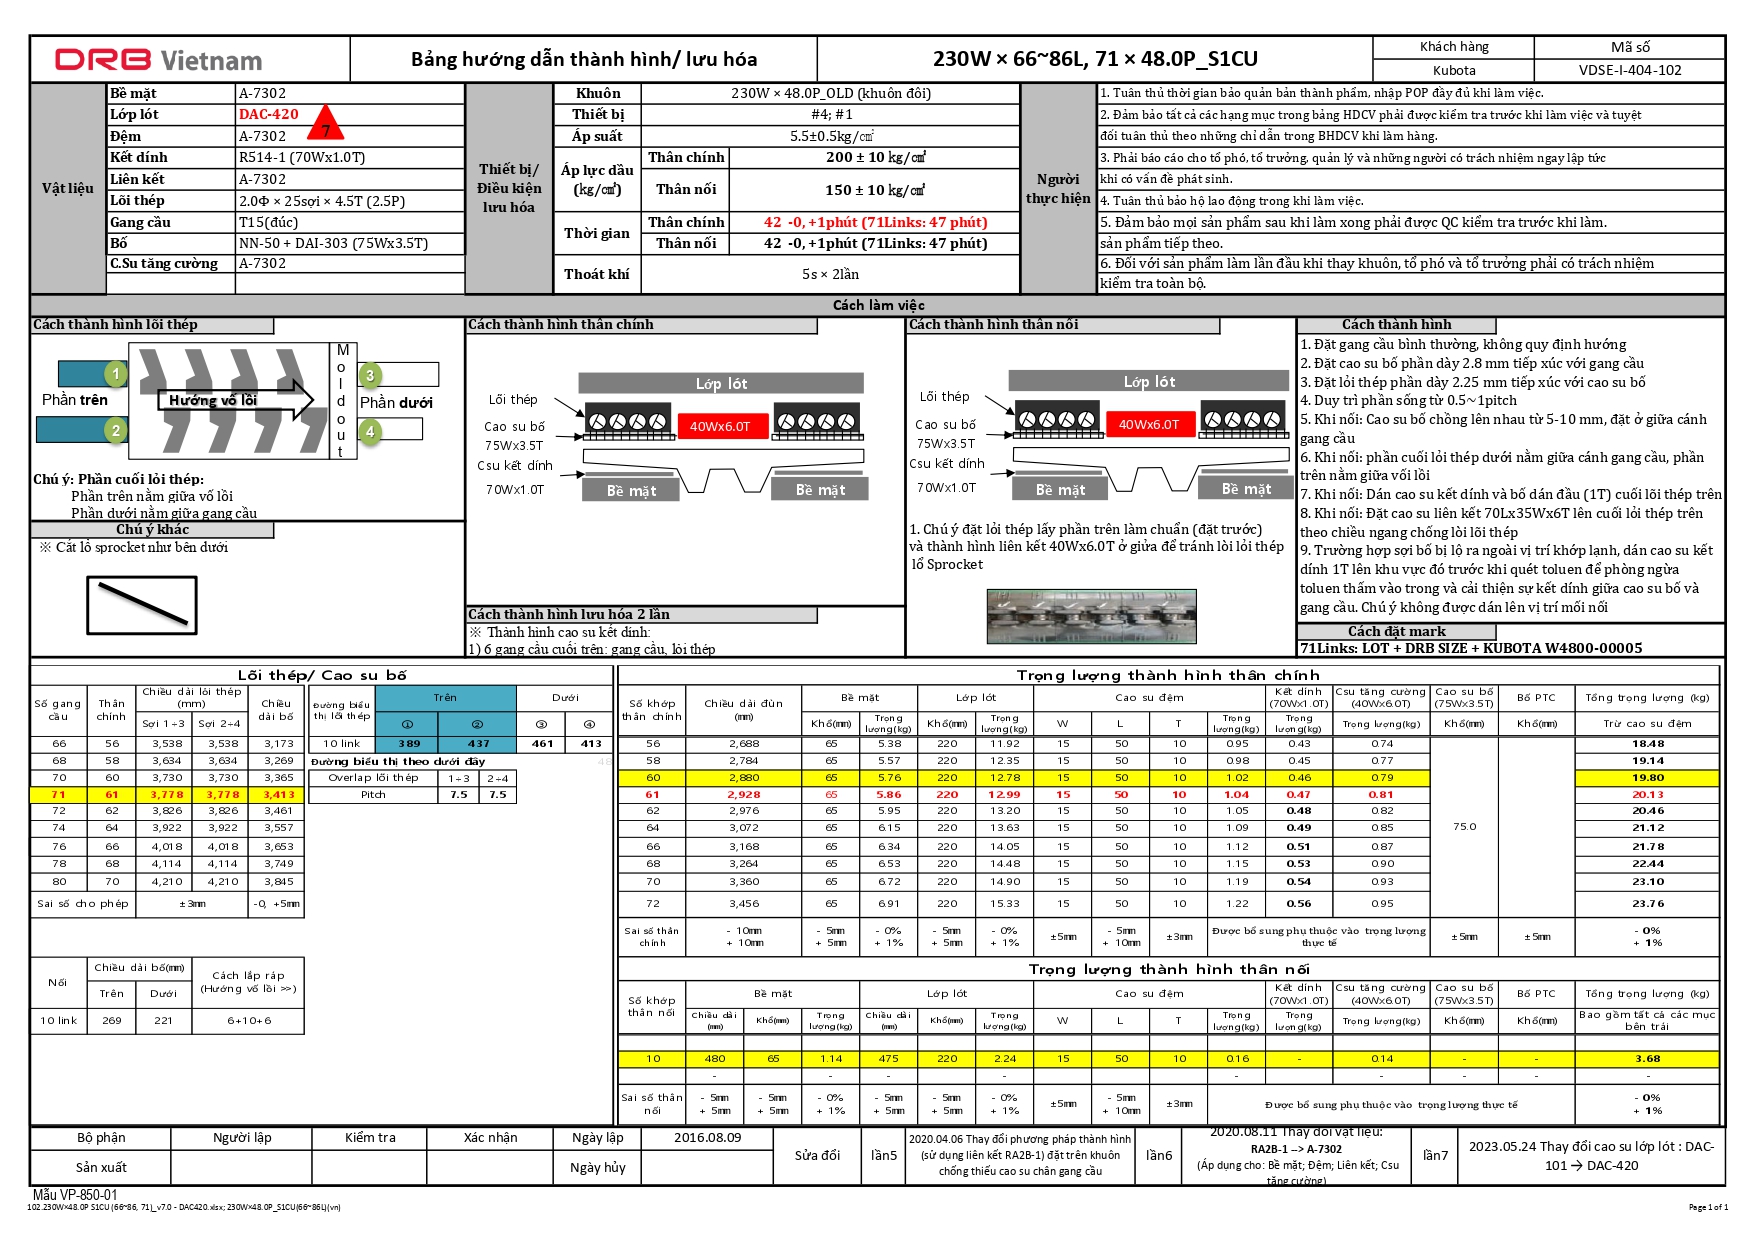 DRB Vietnam
Bảng hướng dẫn thành hình/ lưu hóa
230W × 66~86L, 71 × 48.0P_S1CU
Khách hàng
Mã số
Kubota
VDSE-I-404-102
Vật liệu
Bề mặt A-7302
Lớp lót DAC-420
7
Đệm A-7302
Kết dính R514-1 (70Wx1.0T)
Liên kết A-7302
Lõi thép 2.0Φ × 25sợi × 4.5T (2.5P)
Gang cầu T15(đúc)
Bố NN-50 + DAI-303 (75Wx3.5T)
C.Su tăng cường A-7302
Thiết bị/
Điều kiện
lưu hóa
Khuôn 230W × 48.0P_OLD (khuôn đôi)
Thiết bị #4; #1
Áp suất 5.5±0.5kg/㎠
Áp lực dầu
(kg/㎠)
Thân chính 200 ± 10 kg/㎠
Thân nối 150 ± 10 kg/㎠
Thời gian
Thân chính 42 -0, +1phút (71Links: 47 phút)
Thân nối 42 -0, +1phút (71Links: 47 phút)
Thoát khí 5s × 2lần
Người
thực hiện
1. Tuân thủ thời gian bảo quản bán thành phẩm, nhập POP đầy đủ khi làm việc.
2. Đảm bảo tất cả các hạng mục trong bảng HDCV phải được kiểm tra trước khi làm việc và tuyệt
đối tuân thủ theo những chỉ dẫn trong BHDCV khi làm hàng.
3. Phải báo cáo cho tổ phó, tổ trưởng, quản lý và những người có trách nhiệm ngay lập tức
khi có vấn đề phát sinh.
4. Tuân thủ bảo hộ lao động trong khi làm việc.
5. Đảm bảo mọi sản phẩm sau khi làm xong phải được QC kiểm tra trước khi làm.
sản phẩm tiếp theo.
6. Đối với sản phẩm làm lần đầu khi thay khuôn, tổ phó và tổ trưởng phải có trách nhiệm
kiểm tra toàn bộ.
Cách làm việc
Cách thành hình lõi thép
1
2
3
4
Phần trên
Hướng vố lồi
Moldout
Phần dưới
Chú ý: Phần cuối lõi thép:
Phần trên nằm giữa vố lồi
Phần dưới nằm giữa gang cầu
Chú ý khác
※ Cắt lỗ sprocket như bên dưới
Cách thành hình thân chính
Lớp lót
Lõi thép
40Wx6.0T
Cao su bố
75Wx3.5T
Csu kết dính
70Wx1.0T
Bề mặt
Bề mặt
Cách thành hình lưu hóa 2 lần
※ Thành hình cao su kết dính:
1) 6 gang cầu cuối trên: gang cầu, lõi thép
Cách thành hình thân nối
Lớp lót
Lõi thép
40Wx6.0T
Cao su bố
75Wx3.5T
Csu kết dính
70Wx1.0T
Bề mặt
Bề mặt
1. Chú ý đặt lỏi thép lấy phần trên làm chuẩn (đặt trước)
và thành hình liên kết 40Wx6.0T ở giửa để tránh lòi lỏi thép
lổ Sprocket
Cách thành hình
1. Đặt gang cầu bình thường, không quy định hướng
2. Đặt cao su bố phần dày 2.8 mm tiếp xúc với gang cầu
3. Đặt lỏi thép phần dày 2.25 mm tiếp xúc với cao su bố
4. Duy trì phần sống từ 0.5~1pitch
5. Khi nối: Cao su bố chồng lên nhau từ 5-10 mm, đặt ở giữa cánh
gang cầu
6. Khi nối: phần cuối lõi thép dưới nằm giữa cánh gang cầu, phần
trên nằm giữa vối lồi
7. Khi nối: Dán cao su kết dính và bố dán đầu (1T) cuối lõi thép trên
8. Khi nối: Đặt cao su liên kết 70Lx35Wx6T lên cuối lỏi thép trên
theo chiều ngang chống lòi lõi thép
9. Trường hợp sợi bố bị lộ ra ngoài vị trí khớp lạnh, dán cao su kết
dính 1T lên khu vực đó trước khi quét toluen để phòng ngừa
toluen thấm vào trong và cải thiện sự kết dính giữa cao su bố và
gang cầu. Chú ý không được dán lên vị trí mối nối
Cách đặt mark
71Links: LOT + DRB SIZE + KUBOTA W4800-00005
Lõi thép/ Cao su bố
Số gang cầu Thân chính Chiều dài lỏi thép (mm) Chiều dài bố
Sợi 1÷3 Sợi 2÷4
66 56 3,538 3,538 3,173
68 58 3,634 3,634 3,269
70 60 3,730 3,730 3,365
71 61 3,778 3,778 3,413
72 62 3,826 3,826 3,461
74 64 3,922 3,922 3,557
76 66 4,018 4,018 3,653
78 68 4,114 4,114 3,749
80 70 4,210 4,210 3,845
Sai số cho phép ±3mm -0, +5mm
Đường biểu thị lõi thép Trên Dưới
① ② ③ ④
10 link 389 437 461 413
Đường biểu thị theo dưới đây 48
Overlap lõi thép 1÷3 2÷4
Pitch 7.5 7.5
Nối Chiều dài bố(mm) Cách lắp ráp (Hướng vố lồi >>)
Trên Dưới
10 link 269 221 6+10+6
Trọng lượng thành hình thân chính
Số khớp thân chính Chiều dài đùn (mm) Bề mặt Lớp lót Cao su đệm Kết dính (70W×1.0T) Csu tăng cường (40W×6.0T) Cao su bố (75W×3.5T) Bố PTC Tổng trọng lượng (kg)
Khổ(mm) Trọng lượng(kg) Khổ(mm) Trọng lượng(kg) W L T Trọng lượng(kg) Trọng lượng(kg) Trọng lượng(kg) Khổ(mm) Khổ(mm) Trừ cao su đệm
56 2,688 65 5.38 220 11.92 15 50 10 0.95 0.43 0.74 18.48
58 2,784 65 5.57 220 12.35 15 50 10 0.98 0.45 0.77 19.14
60 2,880 65 5.76 220 12.78 15 50 10 1.02 0.46 0.79 19.80
61 2,928 65 5.86 220 12.99 15 50 10 1.04 0.47 0.81 20.13
62 2,976 65 5.95 220 13.20 15 50 10 1.05 0.48 0.82 20.46
64 3,072 65 6.15 220 13.63 15 50 10 1.09 0.49 0.85 75.0 21.12
66 3,168 65 6.34 220 14.05 15 50 10 1.12 0.51 0.87 21.78
68 3,264 65 6.53 220 14.48 15 50 10 1.15 0.53 0.90 22.44
70 3,360 65 6.72 220 14.90 15 50 10 1.19 0.54 0.93 23.10
72 3,456 65 6.91 220 15.33 15 50 10 1.22 0.56 0.95 23.76
Sai số thân chính - 10mm + 10mm - 5mm + 5mm - 0% + 1% - 5mm + 5mm - 0% + 1% ±5mm - 5mm + 10mm ±3mm Được bổ sung phụ thuộc vào trọng lượng thực tế ±5mm ±5mm - 0% + 1%
Trọng lượng thành hình thân nối
Số khớp thân nối Bề mặt Lớp lót Cao su đệm Kết dính (70W×1.0T) Csu tăng cường (40W×6.0T) Cao su bố (75W×3.5T) Bố PTC Tổng trọng lượng (kg)
Chiều dài (mm) Khổ(mm) Trọng lượng(kg) Chiều dài (mm) Khổ(mm) Trọng lượng(kg) W L T Trọng lượng(kg) Trọng lượng(kg) Trọng lượng(kg) Khổ(mm) Khổ(mm) Bao gồm tất cả các mục bên trái
10 480 65 1.14 475 220 2.24 15 50 10 0.16 - 0.14 - - 3.68
- - - - - - - - - -
Sai số thân nối - 5mm + 5mm - 5mm + 5mm - 0% + 1% - 5mm + 5mm - 5mm + 5mm - 0% + 1% ±5mm - 5mm + 10mm ±3mm Được bổ sung phụ thuộc vào trọng lượng thực tế - 0% + 1%
Bộ phận Người lập Kiểm tra Xác nhận Ngày lập 2016.08.09
Sản xuất Ngày hủy
Sửa đổi
lần5
2020.04.06 Thay đổi phương pháp thành hình
(sử dụng liên kết RA2B-1) đặt trên khuôn
chống thiếu cao su chân gang cầu
lần6
2020.08.11 Thay đổi vật liệu:
RA2B-1 --> A-7302
(Áp dụng cho: Bề mặt; Đệm; Liên kết; Csu
tăng cường)
lần7
2023.05.24 Thay đổi cao su lớp lót : DAC-
101 → DAC-420
Mẫu VP-850-01
102.230W×48.0P S1CU (66~86, 71)_v7.0 - DAC420.xlsx; 230W×48.0P_S1CU(66~86L)(vn)
Page 1 of 1